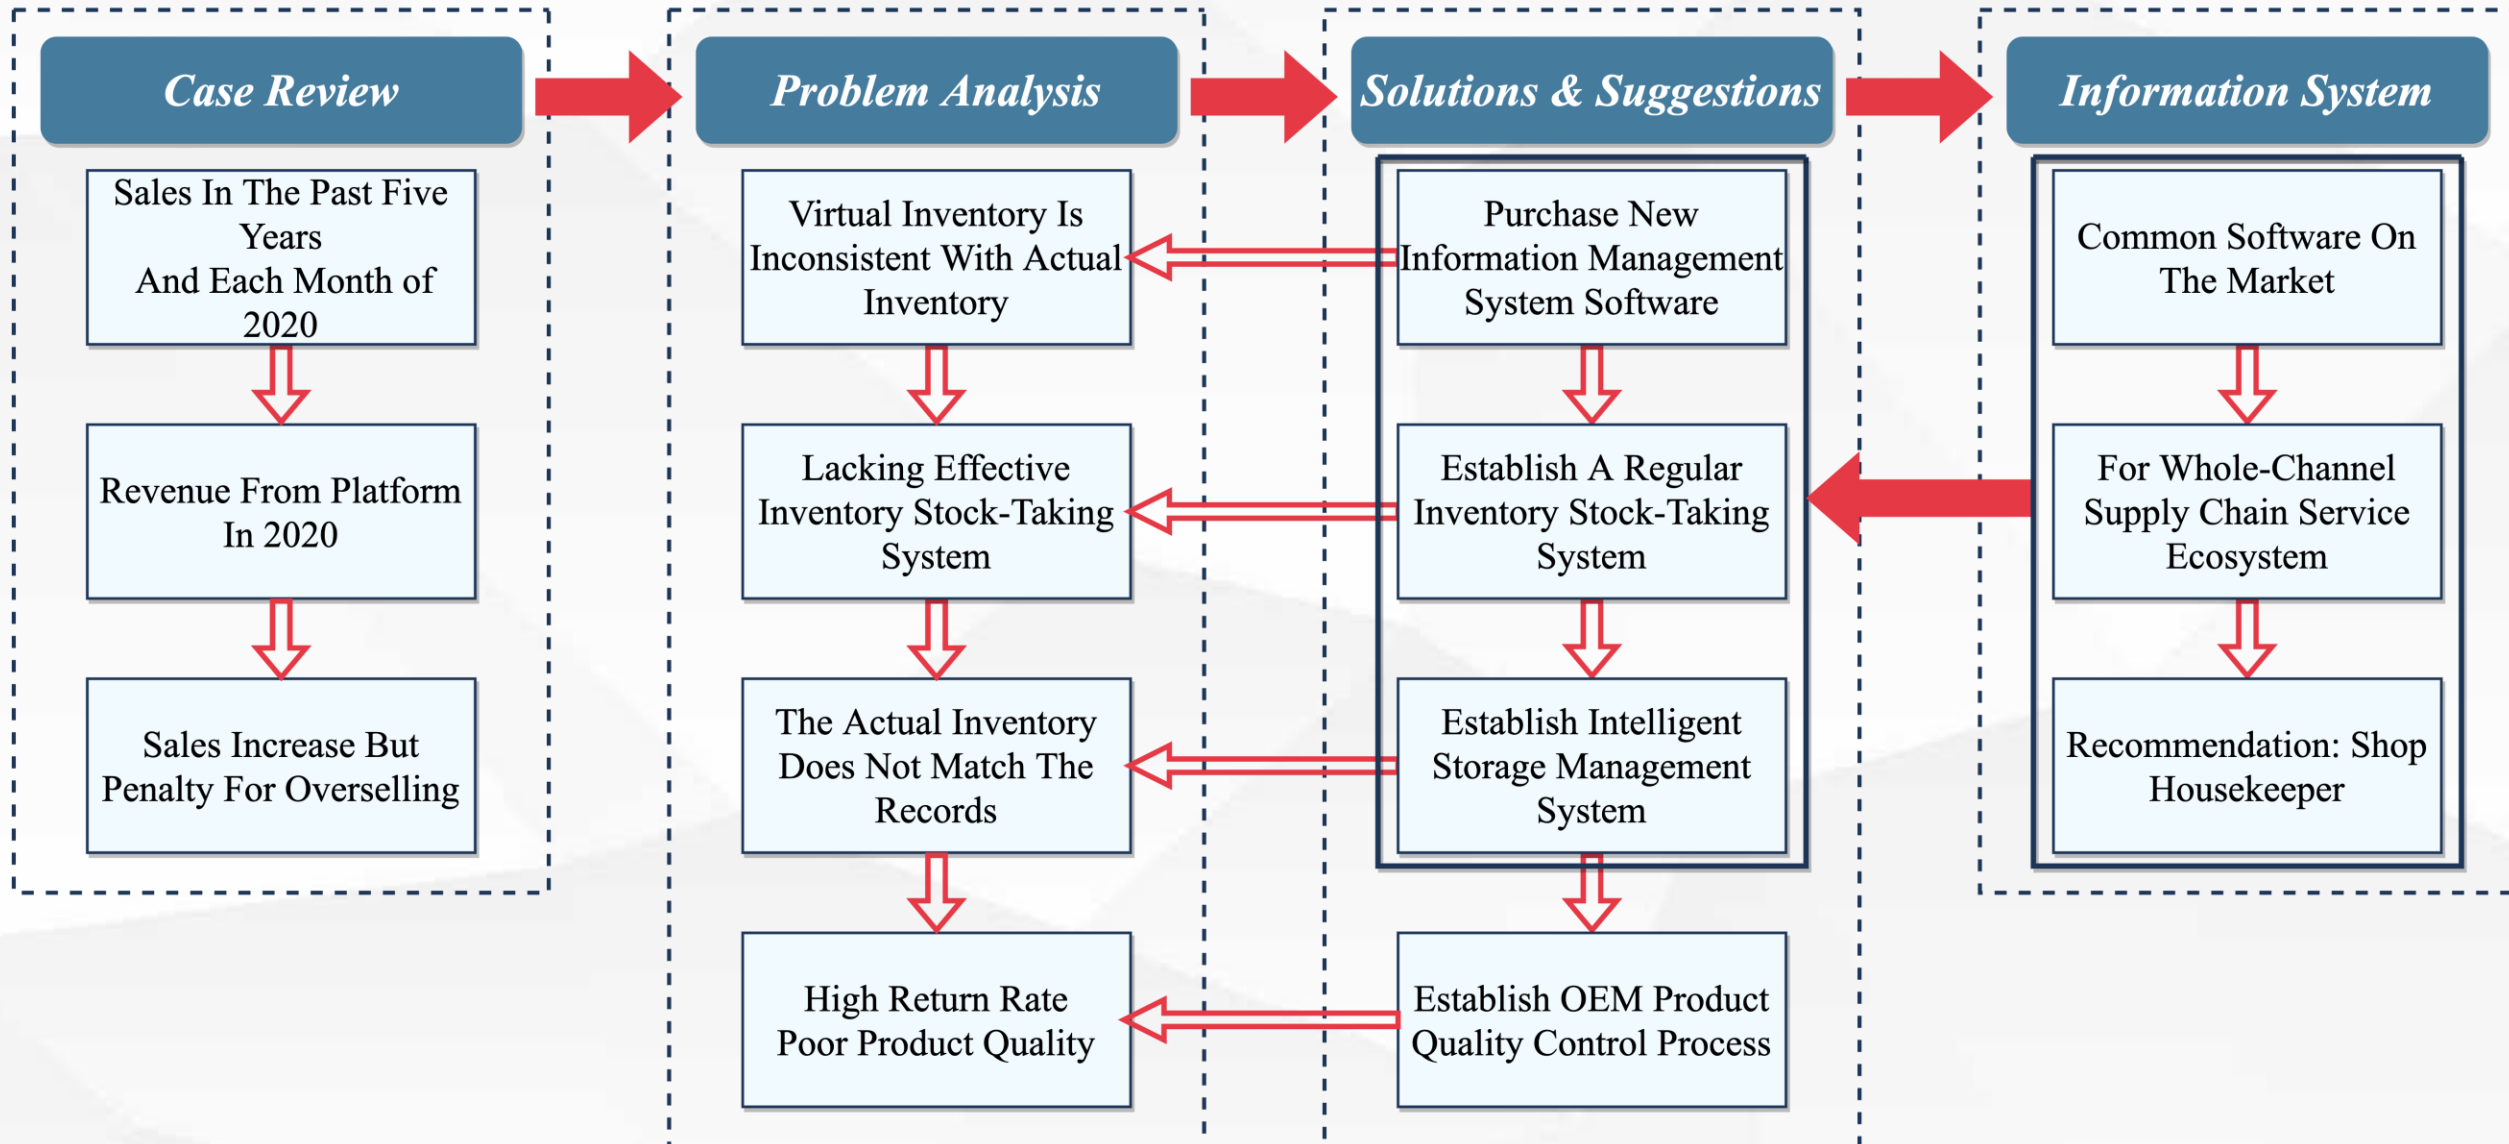 Case Review
Sales In The Past Five
Years
And Each Month of
2020
Revenue From Platform
In 2020
Sales Increase But
Penalty For Overselling
Problem Analysis
Virtual Inventory Is
Inconsistent With Actual
Inventory
Lacking Effective
Inventory Stock-Taking
System
The Actual Inventory
Does Not Match The
Records
High Return Rate
Poor Product Quality
Solutions & Suggestions
Purchase New
Information Management
System Software
Establish A Regular
Inventory Stock-Taking
System
Establish Intelligent
Storage Management
System
Establish OEM Product
Quality Control Process
Information System
Common Software On
The Market
For Whole-Channel
Supply Chain Service
Ecosystem
Recommendation: Shop
Housekeeper